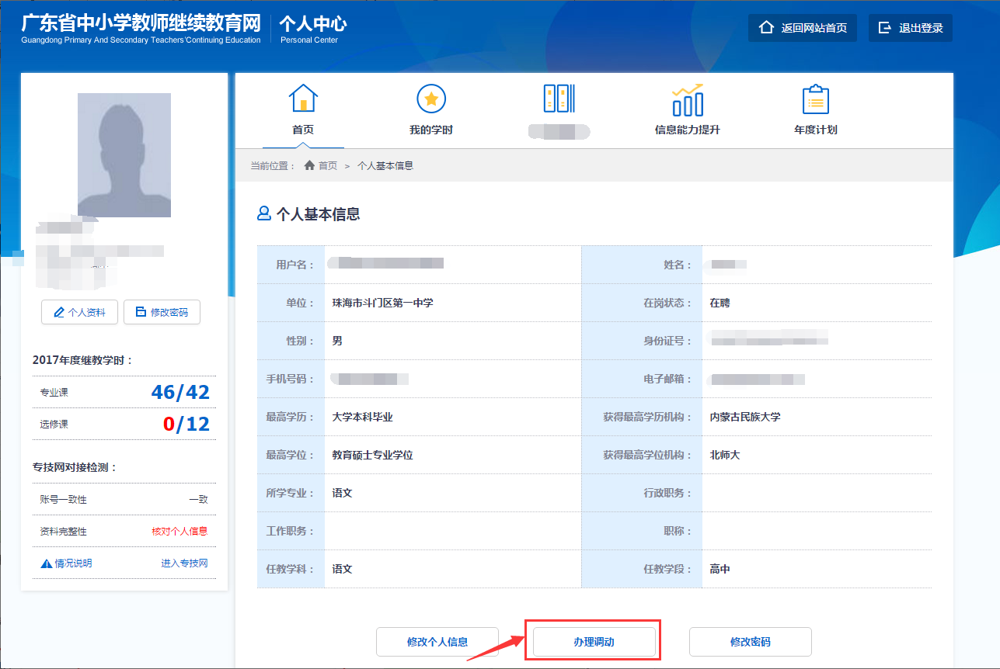 广东省中小学教师继续教育网 个人中心
Guangdong Primary And Secondary Teachers'Continuing Education Personal Center
返回网站首页 退出登录
首页 我的学时 信息能力提升 年度计划
当前位置： 首页 > 个人基本信息
个人资料 修改密码
2017年度继教学时：
专业课 46/42
选修课 0/12
专技网对接检测：
账号一致性 一致
资料完整性 核对个人信息
情况说明 进入专技网
个人基本信息
用户名： 姓名：
单位： 珠海市斗门区第一中学 在岗状态： 在聘
性别： 男 身份证号：
手机号码： 电子邮箱：
最高学历： 大学本科毕业 获得最高学历机构： 内蒙古民族大学
最高学位： 教育硕士专业学位 获得最高学位机构： 北师大
所学专业： 语文 行政职务：
工作职务： 职称：
任教学科： 语文 任教学段： 高中
修改个人信息 办理调动 修改密码